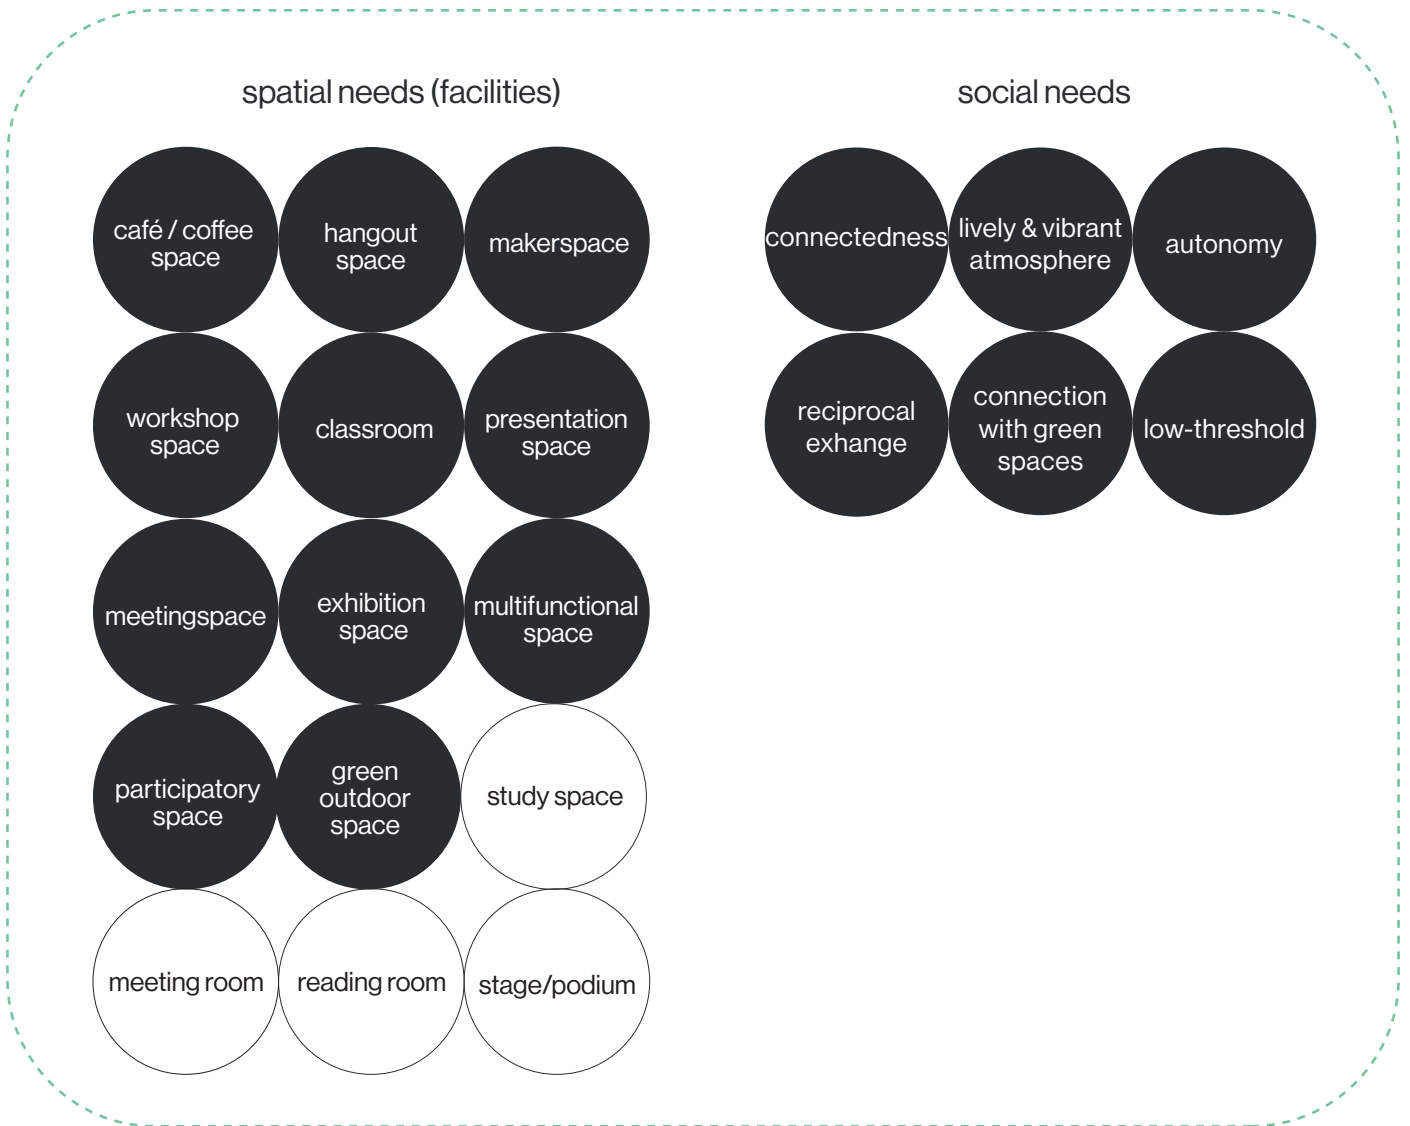 spatial needs (facilities)
café / coffee
space
hangout
space
makerspace
workshop
space
classroom
presentation
space
meetingspace
exhibition
space
multifunctional
space
participatory
space
green
outdoor
space
study space
meeting room
reading room
stage/podium
social needs
connectedness
lively & vibrant
atmosphere
autonomy
reciprocal
exhange
connection
with green
spaces
low-threshold